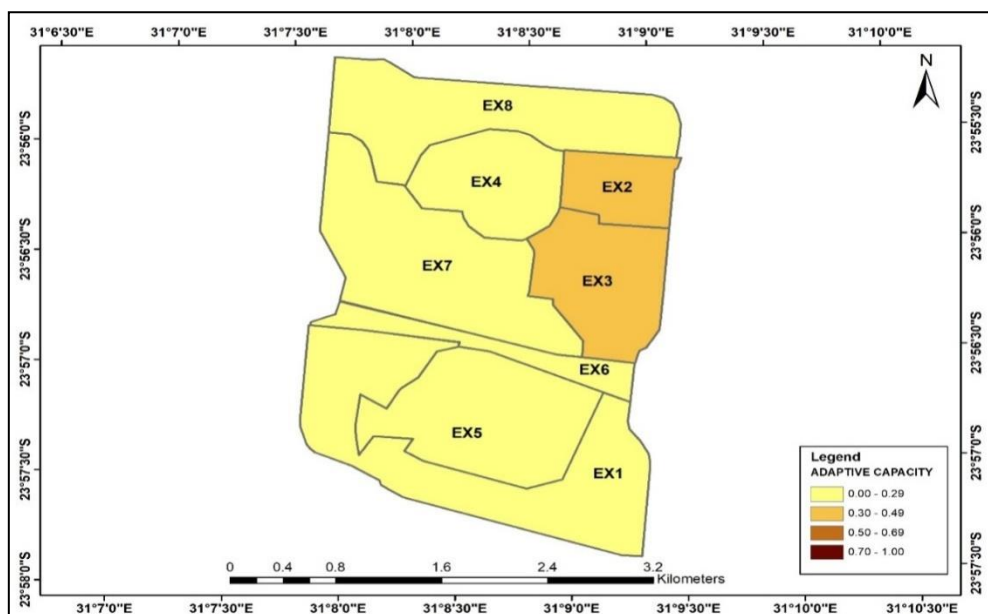 31°6'30"E 31°7'0"E 31°7'30"E 31°8'0"E 31°8'30"E 31°9'0"E 31°9'30"E 31°10'0"E
N
23°55'30"S
23°56'0"S
EX8
EX4
EX2
23°56'0"S
23°56'30"S
EX7
EX3
23°56'30"S
23°57'0"S
EX6
EX5
EX1
23°57'0"S
23°57'30"S
Legend
ADAPTIVE CAPACITY
0.00 - 0.29
0.30 - 0.49
0.50 - 0.69
0.70 - 1.00
23°57'30"S
23°58'0"S
0 0.4 0.8 1.6 2.4 3.2
Kilometers
31°7'0"E 31°7'30"E 31°8'0"E 31°8'30"E 31°9'0"E 31°9'30"E 31°10'0"E 31°10'30"E